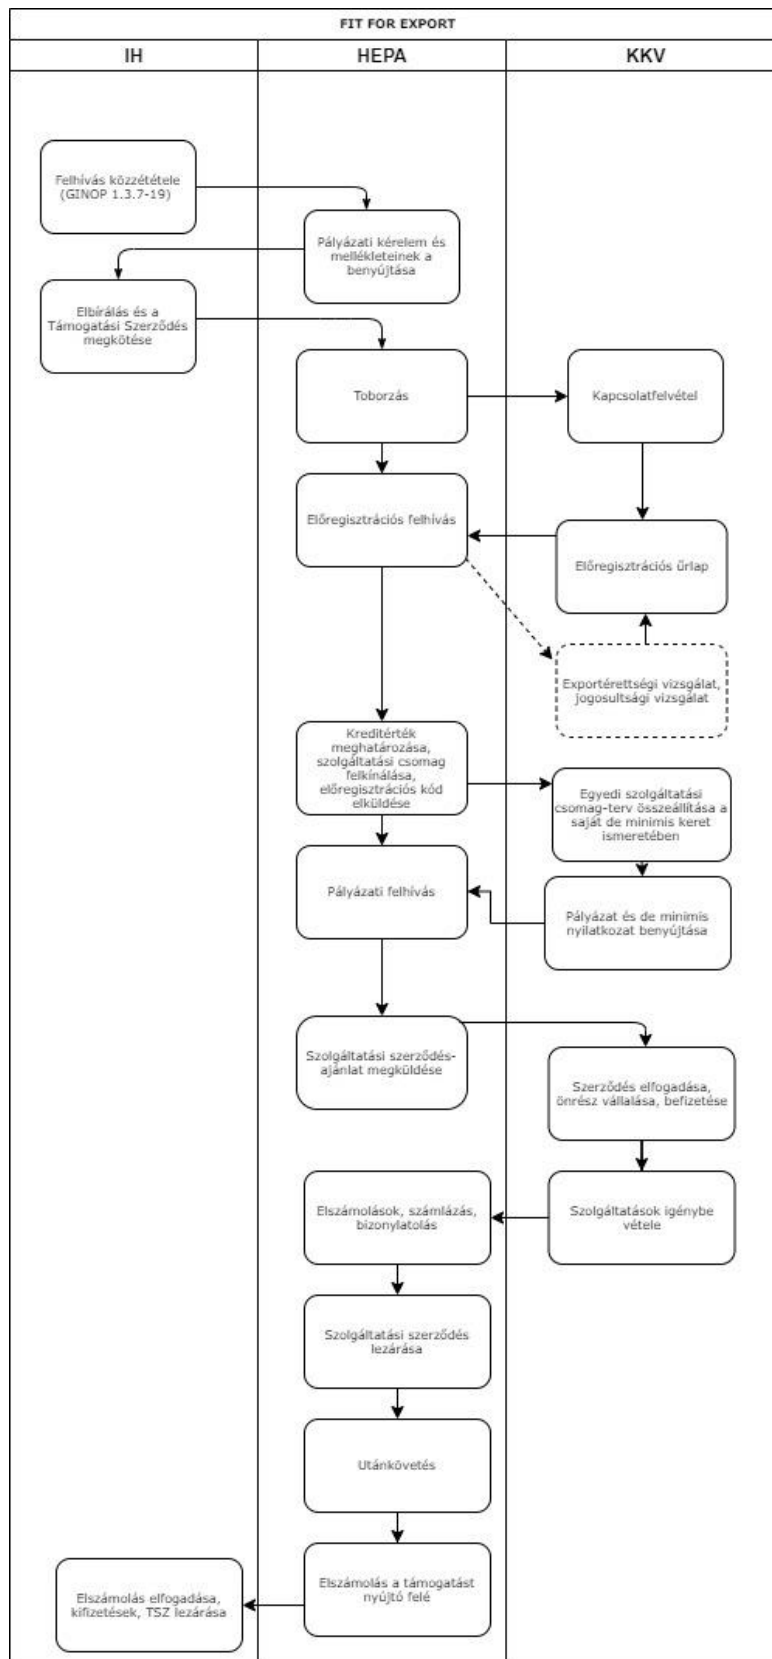 FIT FOR EXPORT
IH
HEPA
KKV
Felhívás közzététele
(GINOP 1.3.7-19)
Pályázati kérelem és
mellékleteinek a
benyújtása
Elbírálás és a
Támogatási Szerződés
megkötése
Toborzás
Kapcsolatfelvétel
Előregisztrációs felhívás
Előregisztrációs űrlap
Exportérettségi vizsgálat,
jogosultsági vizsgálat
Kreditérték
meghatározása,
szolgáltatási csomag
felkínálása,
előregisztrációs kód
elküldése
Egyedi szolgáltatási
csomag-terv összeállítása a
saját de minimis keret
ismeretében
Pályázati felhívás
Pályázat és de minimis
nyilatkozat benyújtása
Szolgáltatási szerződés-
ajánlat megküldése
Szerződés elfogadása,
önrész vállalása, befizetése
Elszámolások, számlázás,
bizonylatolás
Szolgáltatások igénybe
vétele
Szolgáltatási szerződés
lezárása
Utánkövetés
Elszámolás a támogatást
nyújtó felé
Elszámolás elfogadása,
kifizetések, TSZ lezárása